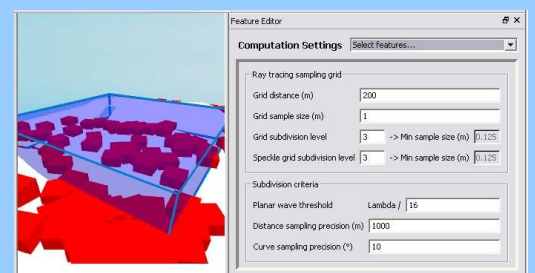 Feature Editor
Computation Settings Select features...
Ray tracing sampling grid
Grid distance (m) 200
Grid sample size (m) 1
Grid subdivision level 3 -> Min sample size (m) 0.125
Speckle grid subdivision level 3 -> Min sample size (m) 0.125
Subdivision criteria
Planar wave threshold Lambda / 16
Distance sampling precision (m) 1000
Curve sampling precision (°) 10